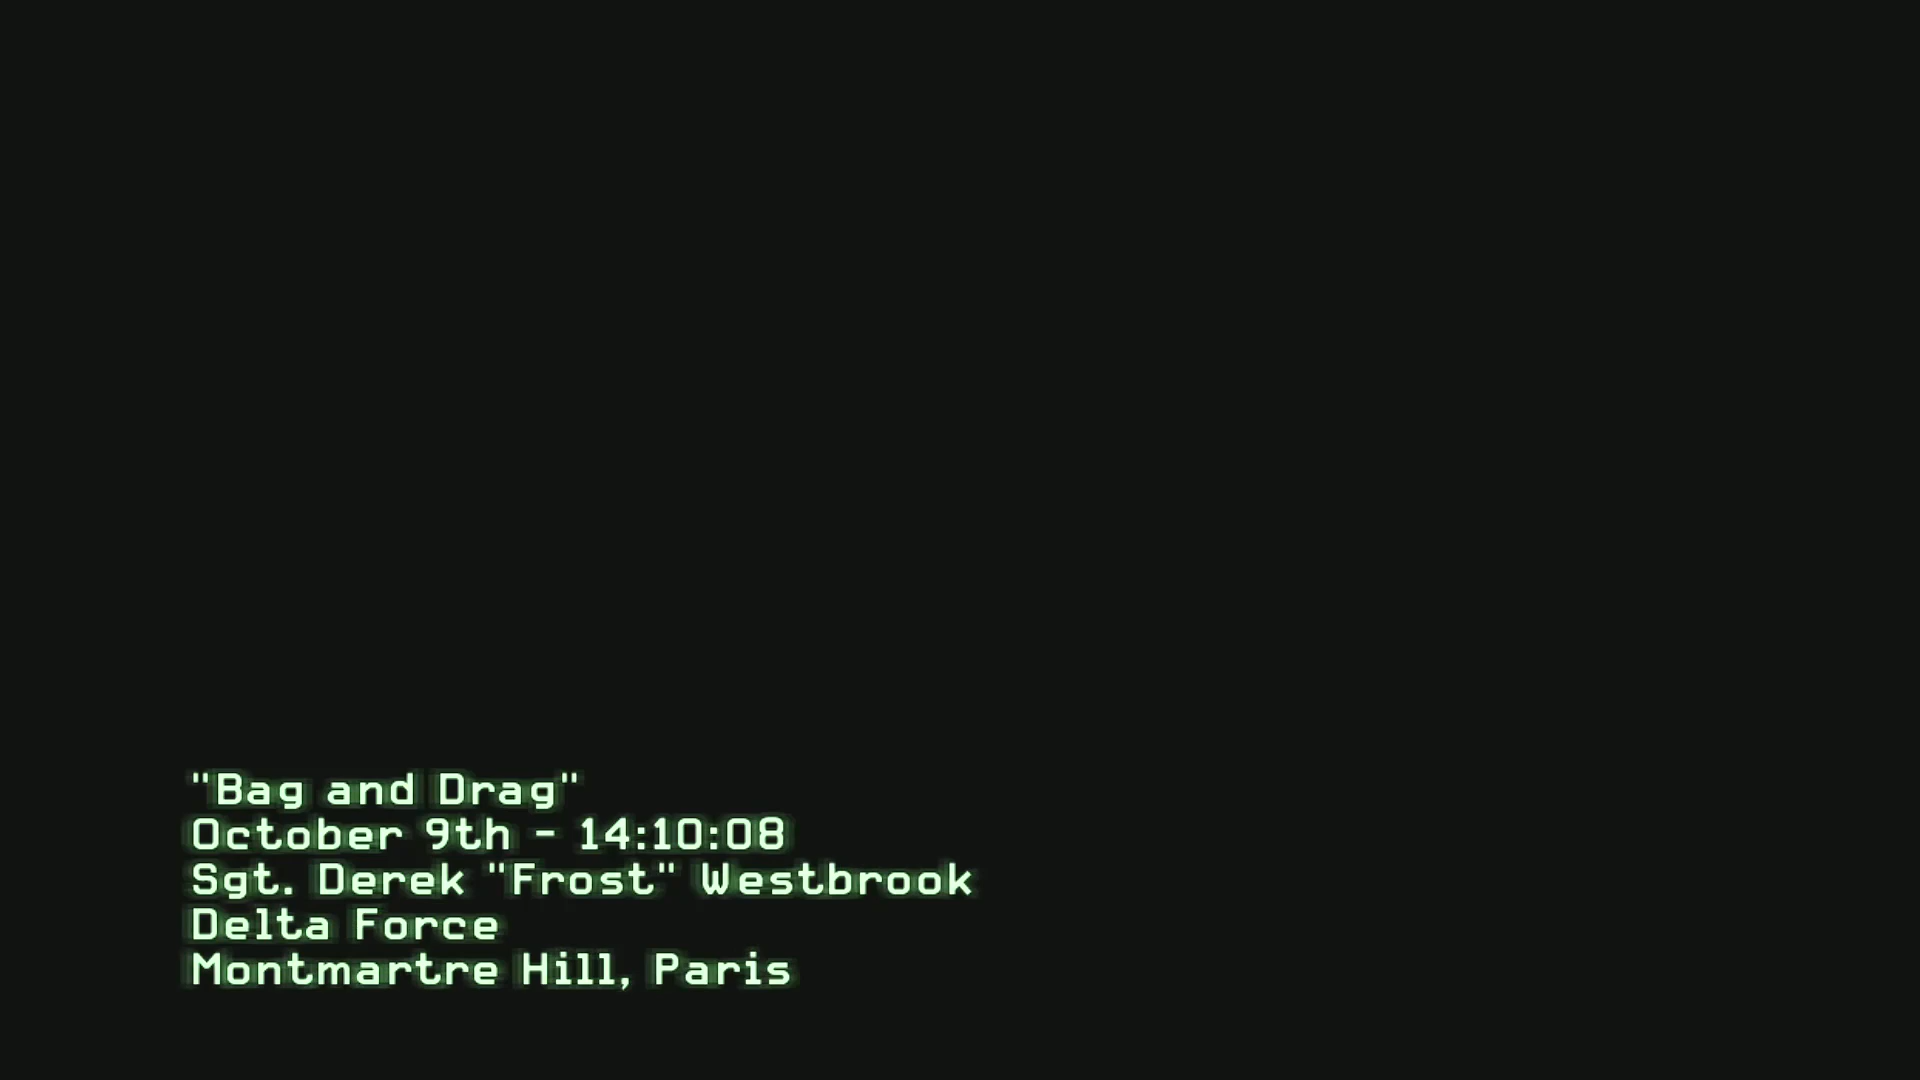 "Bag and Drag"
October 9th - 14:10:08
Sgt. Derek "Frost" Westbrook
Delta Force
Montmartre Hill, Paris